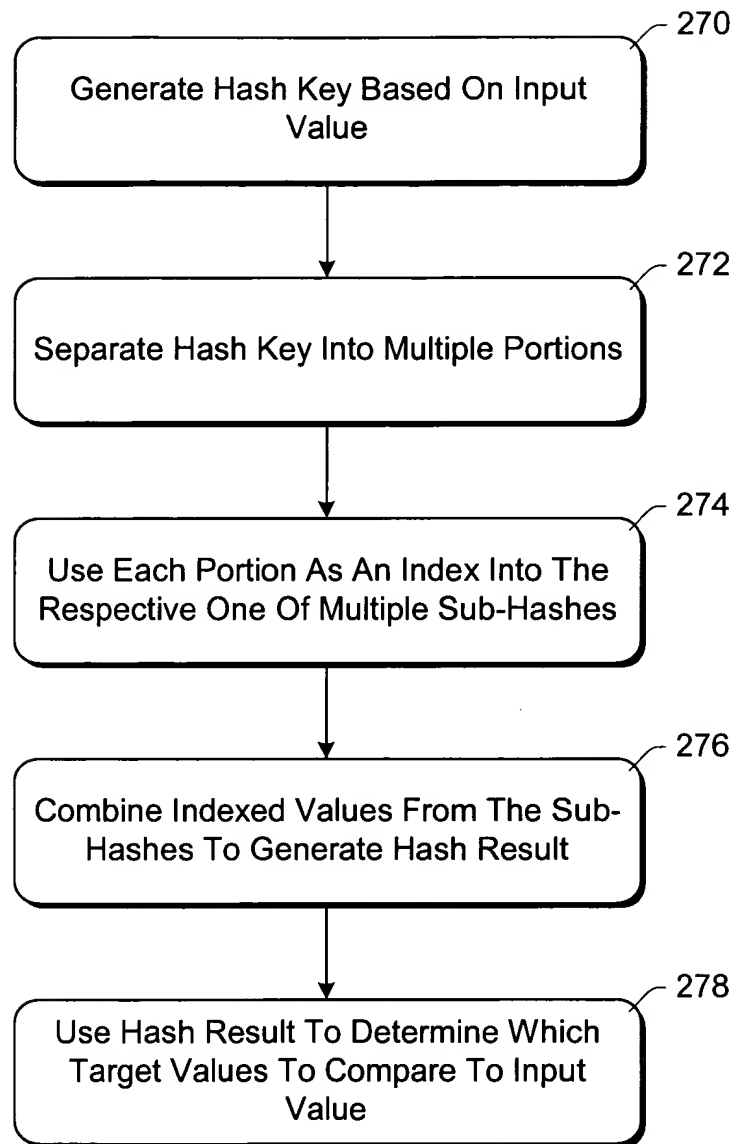 270
Generate Hash Key Based On Input
Value
272
Separate Hash Key Into Multiple Portions
274
Use Each Portion As An Index Into The
Respective One Of Multiple Sub-Hashes
276
Combine Indexed Values From The Sub-
Hashes To Generate Hash Result
278
Use Hash Result To Determine Which
Target Values To Compare To Input
Value